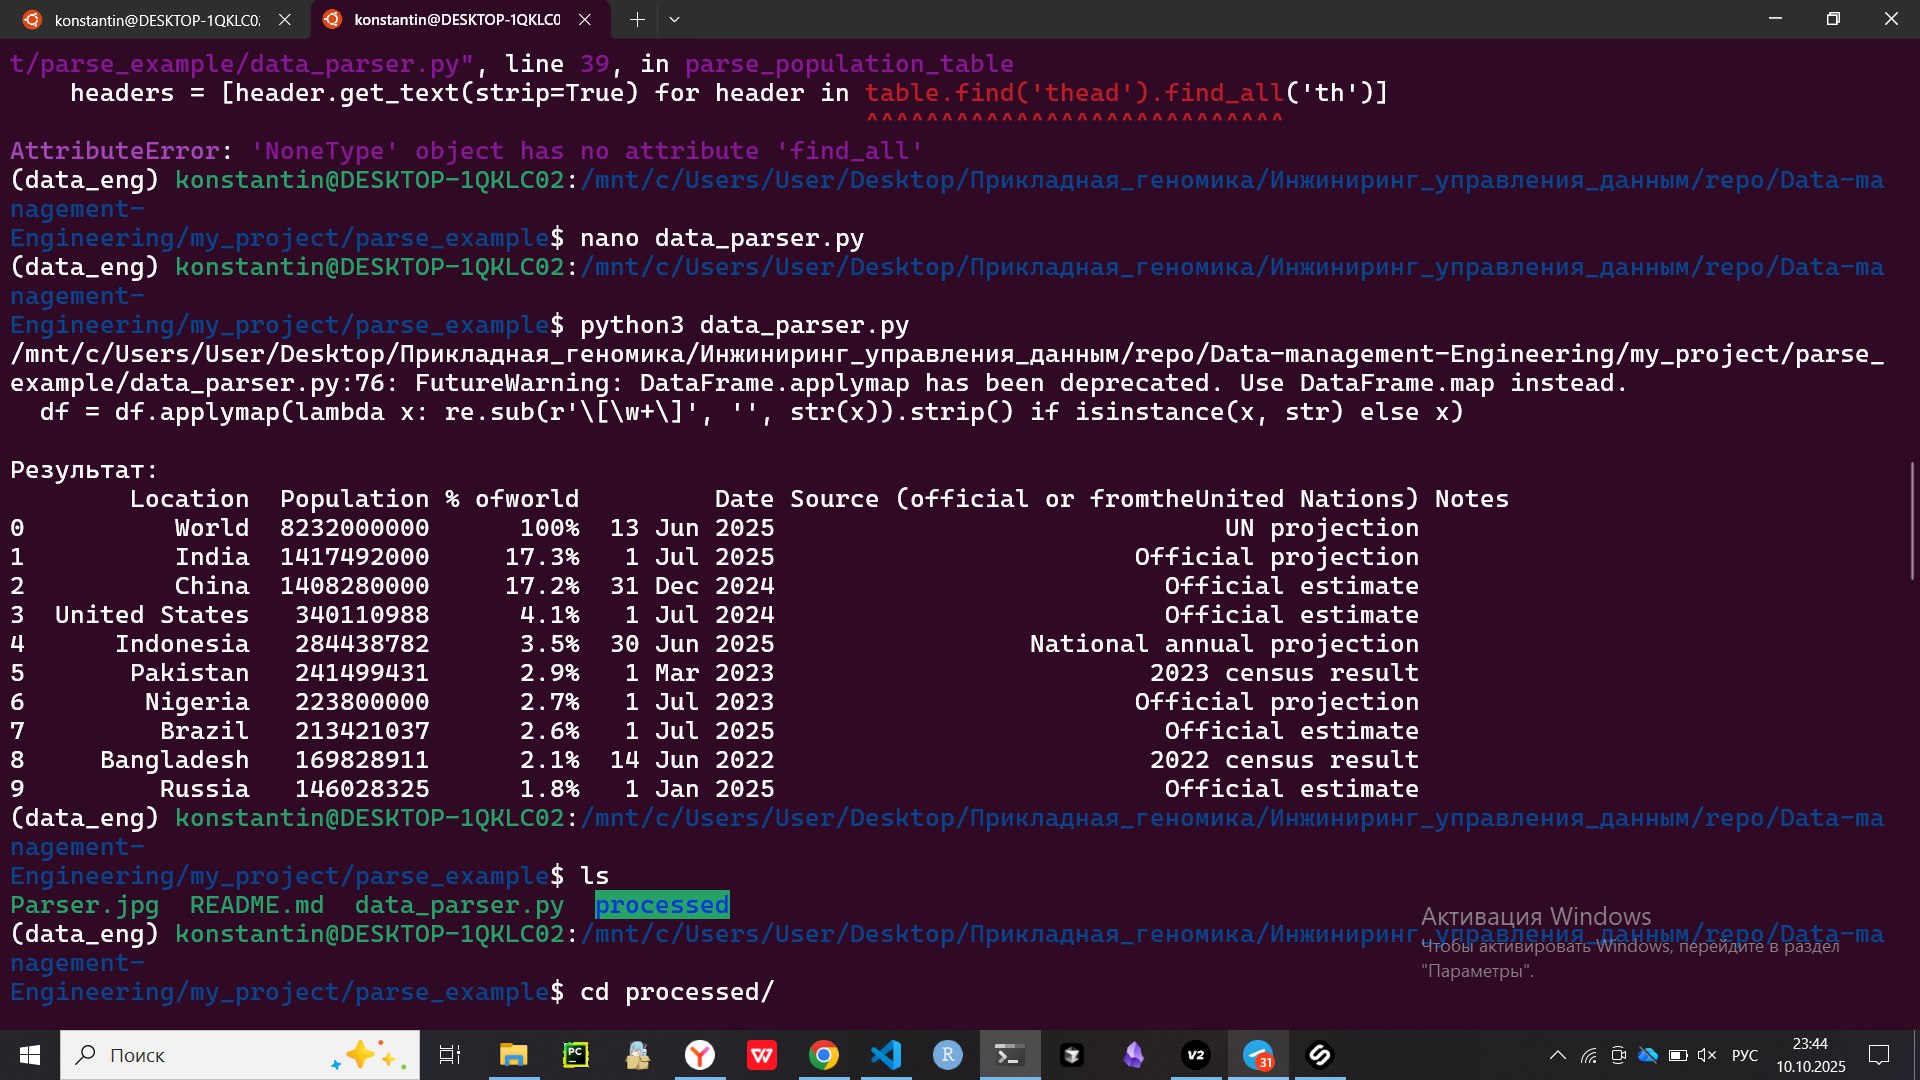 konstantin@DESKTOP-1QKLC0
konstantin@DESKTOP-1QKLC0
t/parse_example/data_parser.py", line 39, in parse_population_table
    headers = [header.get_text(strip=True) for header in table.find('thead').find_all('th')]
^^^^^^^^^^^^^^^^^^^^^^^^^^^^
AttributeError: 'NoneType' object has no attribute 'find_all'
(data_eng) konstantin@DESKTOP-1QKLC02:/mnt/c/Users/User/Desktop/Прикладная_геномика/Инжиниринг_управления_данным/repo/Data-ma
nagement-
Engineering/my_project/parse_example$ nano data_parser.py
(data_eng) konstantin@DESKTOP-1QKLC02:/mnt/c/Users/User/Desktop/Прикладная_геномика/Инжиниринг_управления_данным/repo/Data-ma
nagement-
Engineering/my_project/parse_example$ python3 data_parser.py
/mnt/c/Users/User/Desktop/Прикладная_геномика/Инжиниринг_управления_данным/repo/Data-management-Engineering/my_project/parse_
example/data_parser.py:76: FutureWarning: DataFrame.applymap has been deprecated. Use DataFrame.map instead.
  df = df.applymap(lambda x: re.sub(r'\[\w+\]', '', str(x)).strip() if isinstance(x, str) else x)
Результат:
        Location  Population % ofworld         Date Source (official or fromtheUnited Nations) Notes
0          World  8232000000      100%  13 Jun 2025                              UN projection
1          India  1417492000     17.3%   1 Jul 2025                        Official projection
2          China  1408280000     17.2%  31 Dec 2024                          Official estimate
3  United States   340110988      4.1%   1 Jul 2024                          Official estimate
4      Indonesia   284438782      3.5%  30 Jun 2025                 National annual projection
5       Pakistan   241499431      2.9%   1 Mar 2023                         2023 census result
6        Nigeria   223800000      2.7%   1 Jul 2023                        Official projection
7         Brazil   213421037      2.6%   1 Jul 2025                          Official estimate
8     Bangladesh   169828911      2.1%  14 Jun 2022                         2022 census result
9         Russia   146028325      1.8%   1 Jan 2025                          Official estimate
(data_eng) konstantin@DESKTOP-1QKLC02:/mnt/c/Users/User/Desktop/Прикладная_геномика/Инжиниринг_управления_данным/repo/Data-ma
nagement-
Engineering/my_project/parse_example$ ls
Parser.jpg  README.md  data_parser.py  processed
(data_eng) konstantin@DESKTOP-1QKLC02:/mnt/c/Users/User/Desktop/Прикладная_геномика/Инжиниринг_управления_данным/repo/Data-ma
nagement-
Engineering/my_project/parse_example$ cd processed/
Активация Windows
Чтобы активировать Windows, перейдите в раздел
"Параметры".
Поиск
PC
R
V2
31
РУС
23:44
10.10.2025